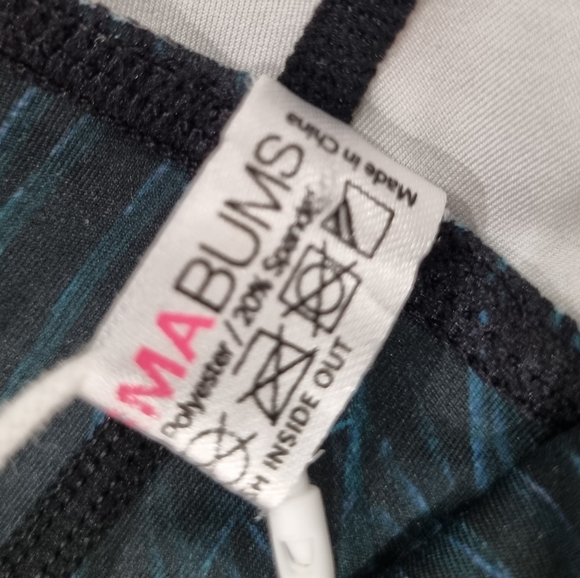 MABUMS
Polyester / 20% Spandex
INSIDE OUT
Made in China